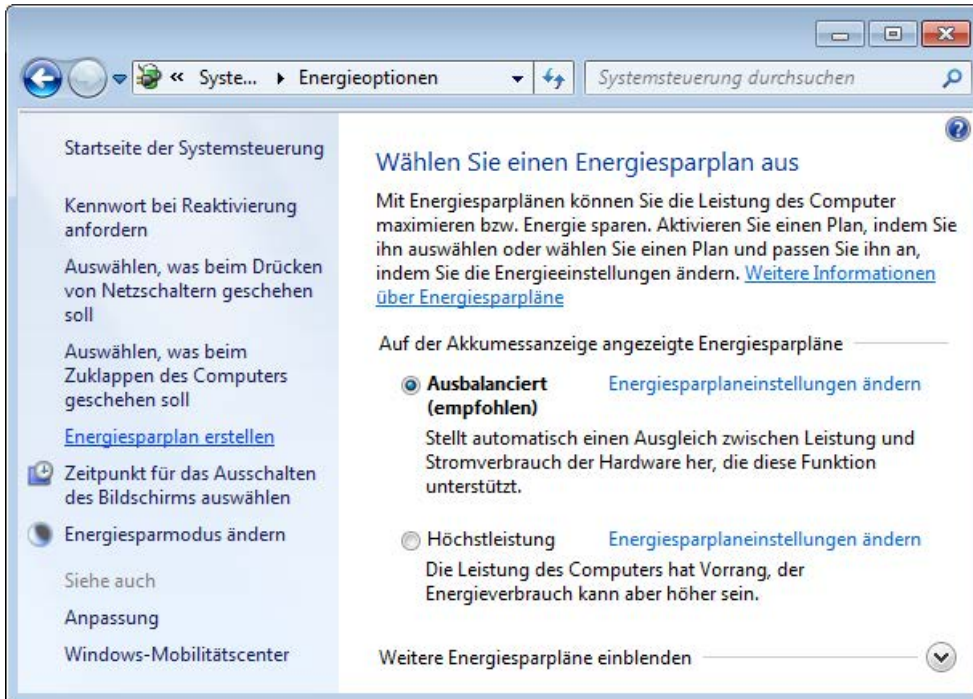 « Syste... ▸ Energieoptionen
Systemsteuerung durchsuchen
Startseite der Systemsteuerung
Kennwort bei Reaktivierung
anfordern
Auswählen, was beim Drücken
von Netzschaltern geschehen
soll
Auswählen, was beim
Zuklappen des Computers
geschehen soll
Energiesparplan erstellen
Zeitpunkt für das Ausschalten
des Bildschirms auswählen
Energiesparmodus ändern
Siehe auch
Anpassung
Windows-Mobilitätscenter
Wählen Sie einen Energiesparplan aus
Mit Energiesparplänen können Sie die Leistung des Computer
maximieren bzw. Energie sparen. Aktivieren Sie einen Plan, indem Sie
ihn auswählen oder wählen Sie einen Plan und passen Sie ihn an,
indem Sie die Energieeinstellungen ändern. Weitere Informationen
über Energiesparpläne
Auf der Akkumessanzeige angezeigte Energiesparpläne
Ausbalanciert Energiesparplaneinstellungen ändern
(empfohlen)
Stellt automatisch einen Ausgleich zwischen Leistung und
Stromverbrauch der Hardware her, die diese Funktion
unterstützt.
Höchstleistung Energiesparplaneinstellungen ändern
Die Leistung des Computers hat Vorrang, der
Energieverbrauch kann aber höher sein.
Weitere Energiesparpläne einblenden